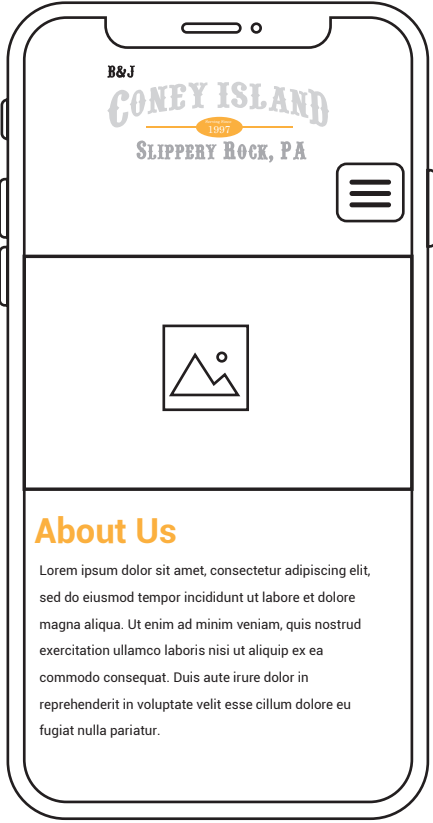 B&J
CONEY ISLAND
Serving Since
1997
SLIPPERY ROCK, PA
About Us
Lorem ipsum dolor sit amet, consectetur adipiscing elit,
sed do eiusmod tempor incididunt ut labore et dolore
magna aliqua. Ut enim ad minim veniam, quis nostrud
exercitation ullamco laboris nisi ut aliquip ex ea
commodo consequat. Duis aute irure dolor in
reprehenderit in voluptate velit esse cillum dolore eu
fugiat nulla pariatur.